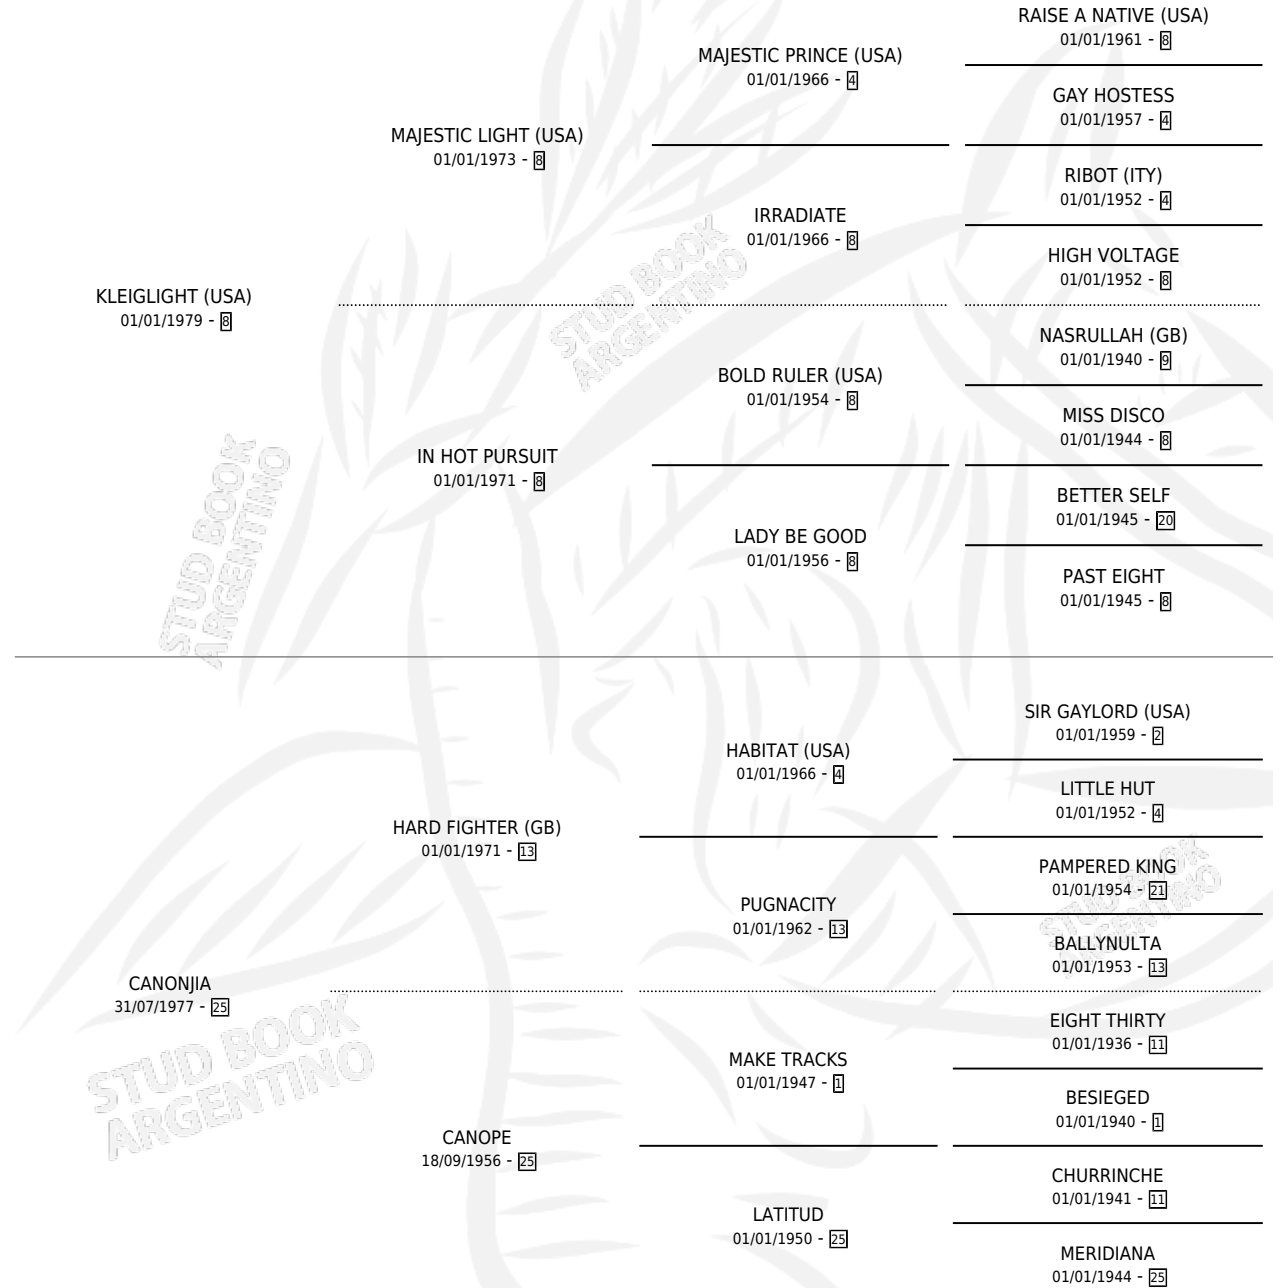 RAISE A NATIVE (USA)
01/01/1961 - 8
MAJESTIC PRINCE (USA)
01/01/1966 - 4
GAY HOSTESS
01/01/1957 - 4
MAJESTIC LIGHT (USA)
01/01/1973 - 8
RIBOT (ITY)
01/01/1952 - 4
IRRADIATE
01/01/1966 - 8
HIGH VOLTAGE
01/01/1952 - 8
KLEIGLIGHT (USA)
01/01/1979 - 8
NASRULLAH (GB)
01/01/1940 - 9
BOLD RULER (USA)
01/01/1954 - 8
MISS DISCO
01/01/1944 - 8
IN HOT PURSUIT
01/01/1971 - 8
BETTER SELF
01/01/1945 - 20
LADY BE GOOD
01/01/1956 - 8
PAST EIGHT
01/01/1945 - 8
STUD BOOK
ARGENTINO
STUD BOOK
ARGENTINO
SIR GAYLORD (USA)
01/01/1959 - 2
HABITAT (USA)
01/01/1966 - 4
LITTLE HUT
01/01/1952 - 4
HARD FIGHTER (GB)
01/01/1971 - 13
PAMPERED KING
01/01/1954 - 21
PUGNACITY
01/01/1962 - 13
BALLYNULTA
01/01/1953 - 13
CANONJIA
31/07/1977 - 25
EIGHT THIRTY
01/01/1936 - 11
MAKE TRACKS
01/01/1947 - 1
BESIEGED
01/01/1940 - 1
CANOPE
18/09/1956 - 25
CHURRINCHE
01/01/1941 - 11
LATITUD
01/01/1950 - 25
MERIDIANA
01/01/1944 - 25
STUD BOOK
ARGENTINO
STUD BOOK
ARGENTINO